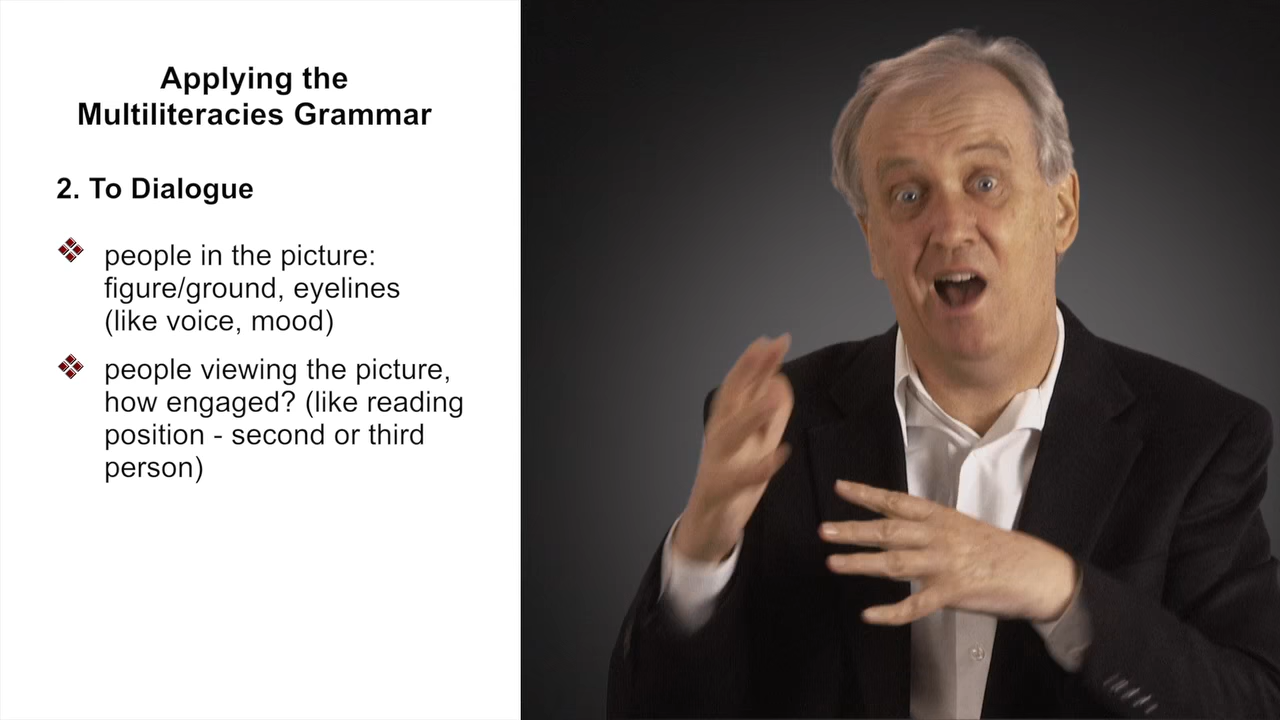 Applying the
Multiliteracies Grammar
2. To Dialogue
people in the picture:
figure/ground, eyelines
(like voice, mood)
people viewing the picture,
how engaged? (like reading
position - second or third
person)